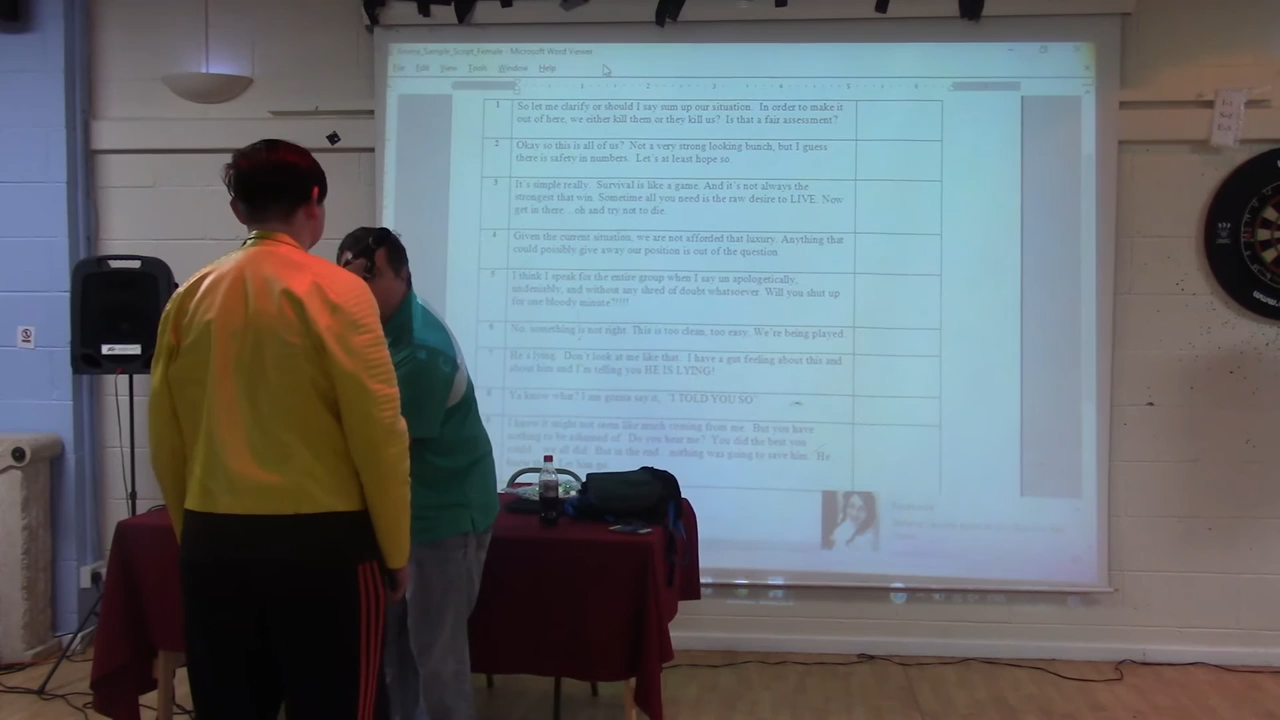 Sample_Script_Female - Microsoft Word Viewer
File Edit View Tools Window Help
1 So let me clarify or should I say sum up our situation. In order to make it
out of here, we either kill them or they kill us? Is that a fair assessment?
2 Okay so this is all of us? Not a very strong looking bunch, but I guess
there is safety in numbers. Let's at least hope so.
3 It's simple really. Survival is like a game. And it's not always the
strongest that win. Sometime all you need is the raw desire to LIVE. Now
get in there... oh and try not to die.
4 Given the current situation, we are not afforded that luxury. Anything that
could possibly give away our position is out of the question.
5 I think I speak for the entire group when I say un apologetically,
undeniably, and without any shred of doubt whatsoever. Will you shut up
for one bloody minute?!!!!
6 No, something is not right. This is too clean, too easy. We're being played.
7 He's lying. Don't look at me like that. I have a gut feeling about this and
about him and I'm telling you HE IS LYING!
8 Ya know what? I am gonna say it. "I TOLD YOU SO"
I know it might not seem like much coming from me. But you have
nothing to be ashamed of. Do you hear me? You did the best you
could... we all did. But in the end... nothing was going to save him. He